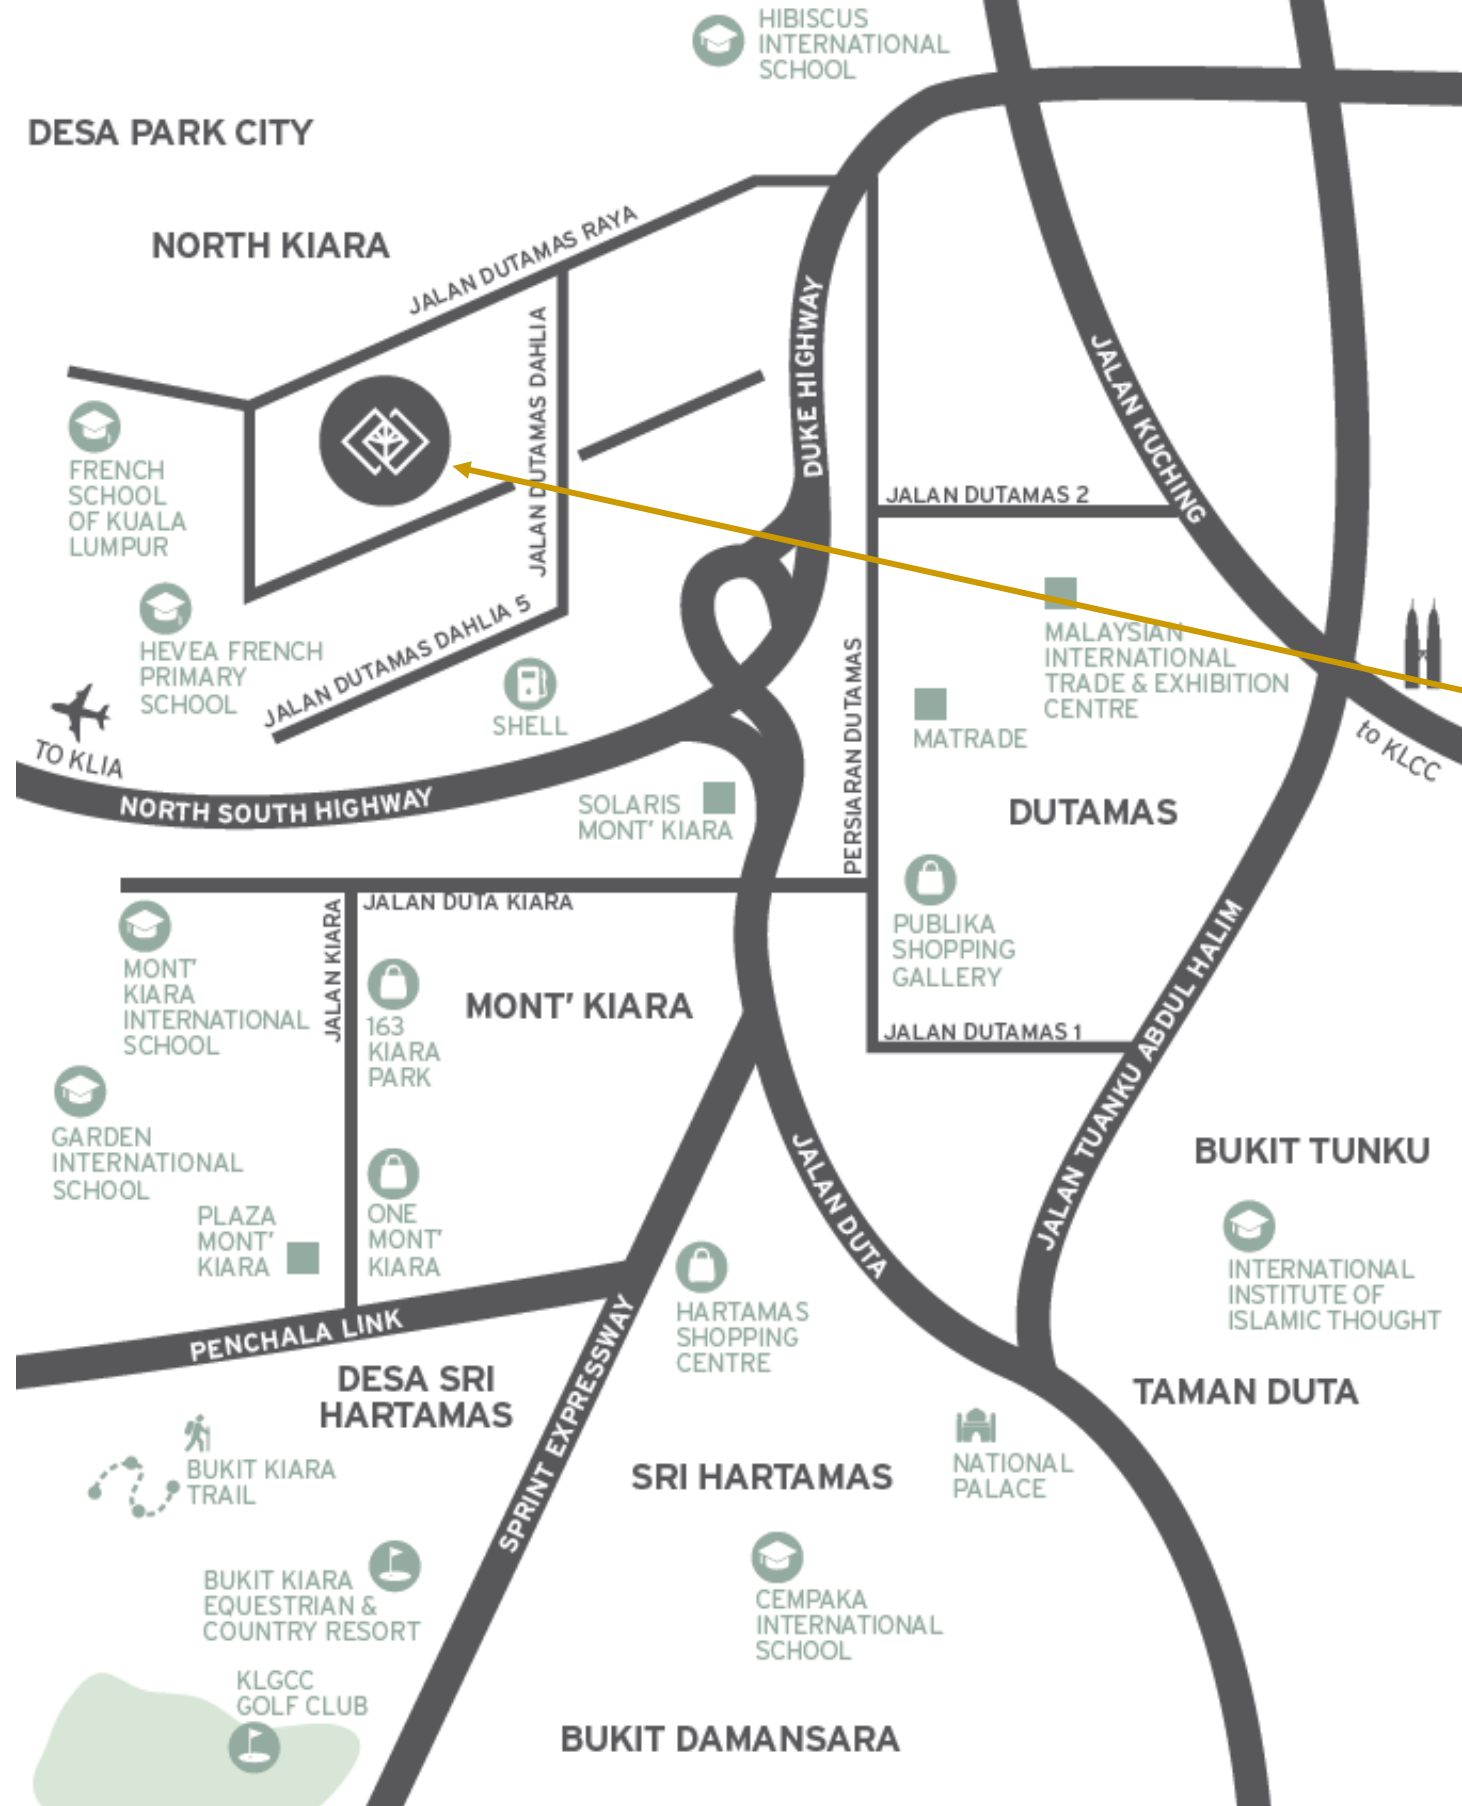 HIBISCUS
INTERNATIONAL
SCHOOL
DESA PARK CITY
NORTH KIARA
JALAN DUTAMAS RAYA
JALAN DUTAMAS DAHLIA
DUKE HIGHWAY
JALAN KUCHING
FRENCH
SCHOOL
OF KUALA
LUMPUR
JALAN DUTAMAS 2
HEVEA FRENCH
PRIMARY
SCHOOL
JALAN DUTAMAS DAHLIA 5
SHELL
PERSIARAN DUTAMAS
MALAYSIAN
INTERNATIONAL
TRADE & EXHIBITION
CENTRE
MATRADE
TO KLIA
to KLCC
NORTH SOUTH HIGHWAY
SOLARIS
MONT' KIARA
DUTAMAS
JALAN DUTA KIARA
JALAN KIARA
MONT'
KIARA
INTERNATIONAL
SCHOOL
163
KIARA
PARK
MONT' KIARA
PUBLIKA
SHOPPING
GALLERY
JALAN DUTAMAS 1
JALAN TUANKU ABDUL HALIM
GARDEN
INTERNATIONAL
SCHOOL
PLAZA
MONT'
KIARA
ONE
MONT'
KIARA
JALAN DUTA
BUKIT TUNKU
INTERNATIONAL
INSTITUTE OF
ISLAMIC THOUGHT
HARTAMAS
SHOPPING
CENTRE
PENCHALA LINK
SPRINT EXPRESSWAY
DESA SRI
HARTAMAS
TAMAN DUTA
BUKIT KIARA
TRAIL
SRI HARTAMAS
NATIONAL
PALACE
BUKIT KIARA
EQUESTRIAN &
COUNTRY RESORT
CEMPAKA
INTERNATIONAL
SCHOOL
KLGCC
GOLF CLUB
BUKIT DAMANSARA